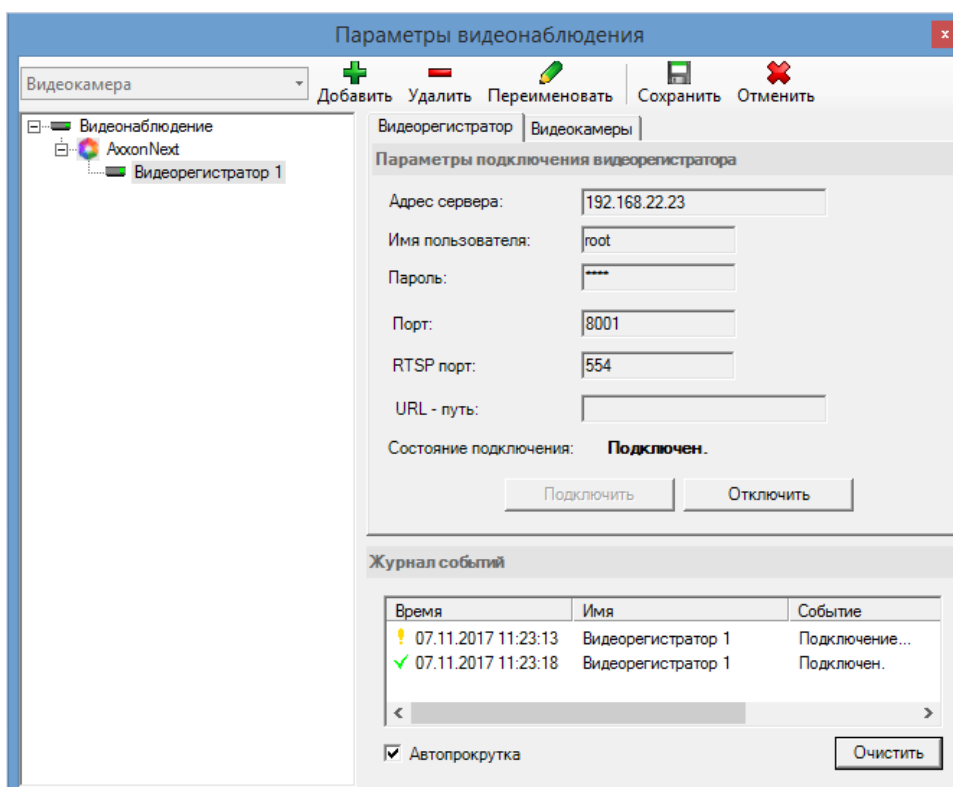 Параметры видеонаблюдения
x
Видеокамера
Добавить Удалить Переименовать Сохранить Отменить
Видеонаблюдение
AxxonNext
Видеорегистратор 1
Видеорегистратор Видеокамеры
Параметры подключения видеорегистратора
Адрес сервера: 192.168.22.23
Имя пользователя: root
Пароль: ****
Порт: 8001
RTSP порт: 554
URL - путь:
Состояние подключения: Подключен.
Подключить Отключить
Журнал событий
Время Имя Событие
07.11.2017 11:23:13 Видеорегистратор 1 Подключение...
07.11.2017 11:23:18 Видеорегистратор 1 Подключен.
Автопрокрутка Очистить